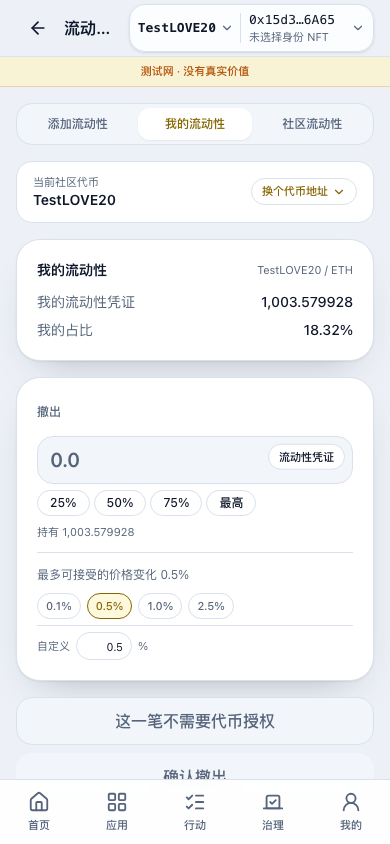 流动...
TestLOVE20
0x15d3…6A65
未选择身份 NFT
测试网 · 没有真实价值
添加流动性
我的流动性
社区流动性
当前社区代币
TestLOVE20
换个代币地址
我的流动性
TestLOVE20 / ETH
我的流动性凭证
1,003.579928
我的占比
18.32%
撤出
0.0
流动性凭证
25%
50%
75%
最高
持有 1,003.579928
最多可接受的价格变化 0.5%
0.1%
0.5%
1.0%
2.5%
自定义
0.5
%
这一笔不需要代币授权
确认撤出
首页
应用
行动
治理
我的